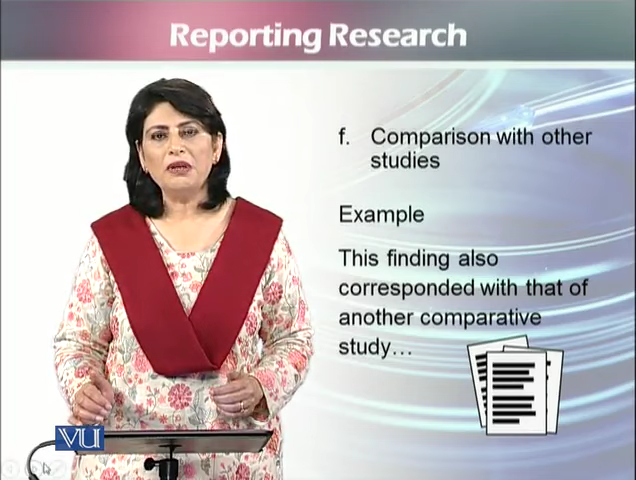 Reporting Research
f. Comparison with other
studies
Example
This finding also
corresponded with that of
another comparative
study…
VU